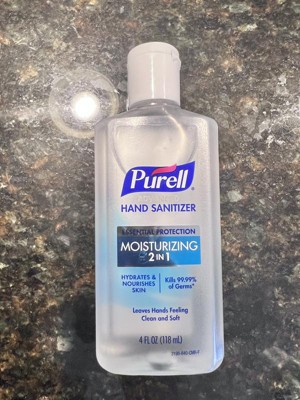 Purell
HAND SANITIZER
ESSENTIAL PROTECTION
MOISTURIZING
2 IN 1
HYDRATES &
NOURISHES
SKIN
Kills 99.99%
of Germs*
Leaves Hands Feeling
Clean and Soft
4 FL OZ (118 mL)